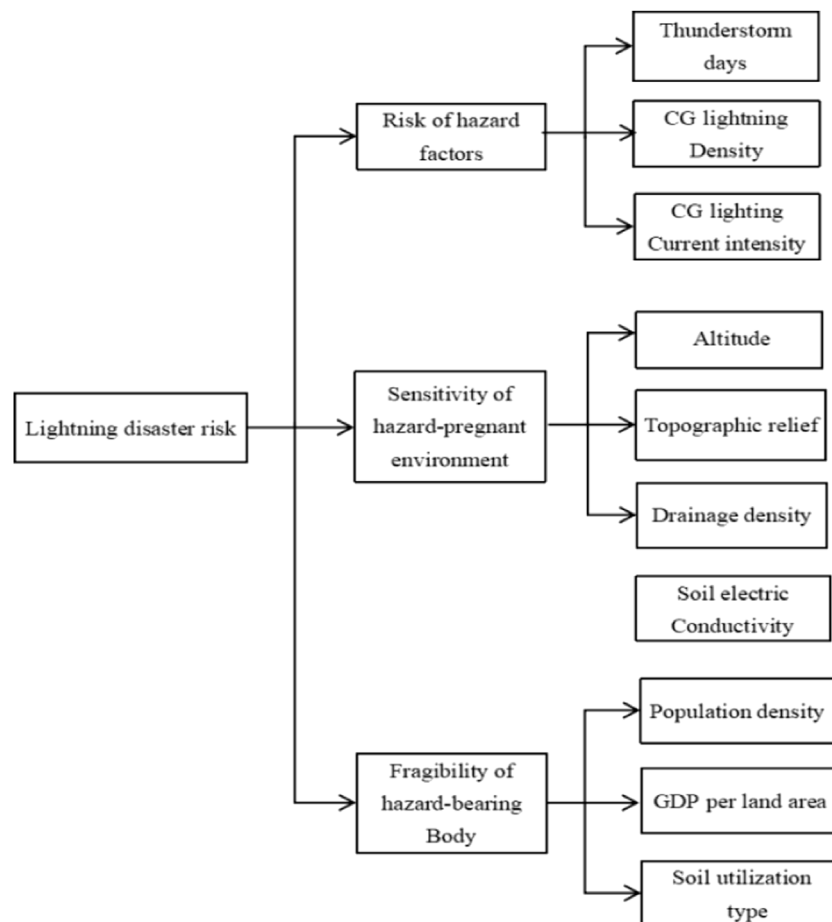 Thunderstorm
days
Risk of hazard
factors
CG lightning
Density
CG lighting
Current intensity
Altitude
Lightning disaster risk
Sensitivity of
hazard-pregnant
environment
Topographic relief
Drainage density
Soil electric
Conductivity
Population density
Fragibility of
hazard-bearing
Body
GDP per land area
Soil utilization
type